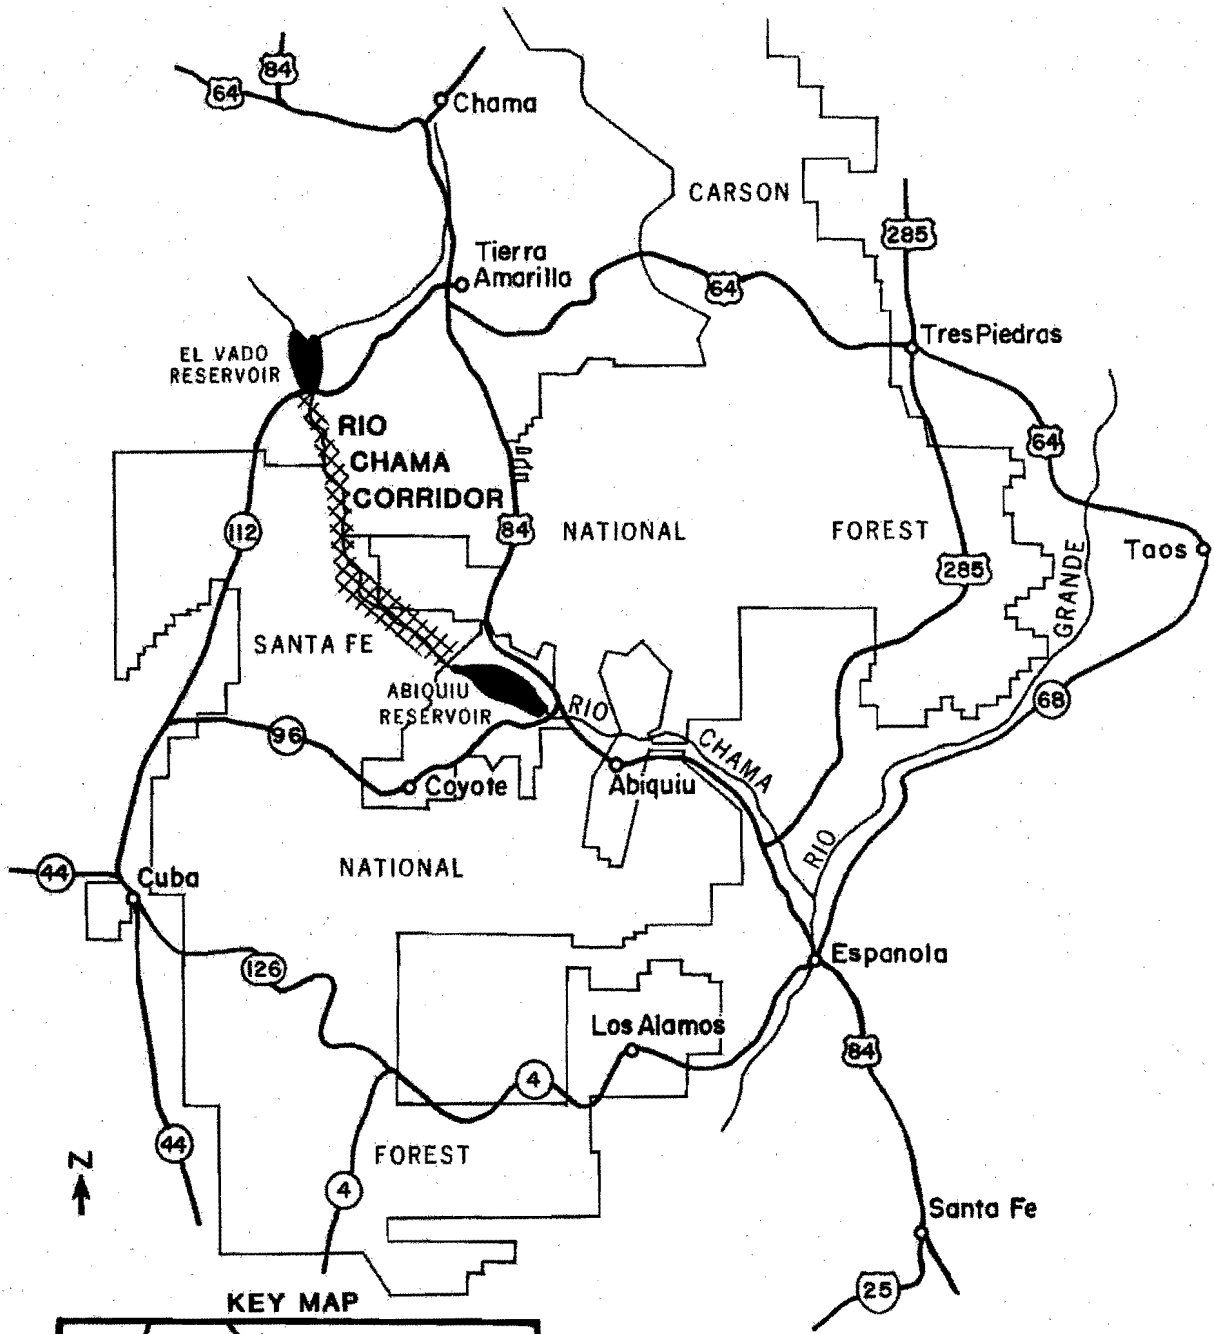 84
64
Chama
CARSON
285
Tierra
Amarilla
64
Tres Piedras
EL VADO
RESERVOIR
RIO
CHAMA
CORRIDOR
64
112
84
NATIONAL
FOREST
Taos
285
GRANDE
SANTA FE
ABIQUIU
RESERVOIR
RIO
68
96
CHAMA
Coyote
Abiquiu
RIO
NATIONAL
44
Cuba
Espanola
126
Los Alamos
84
4
44
FOREST
N
4
Santa Fe
25
KEY MAP